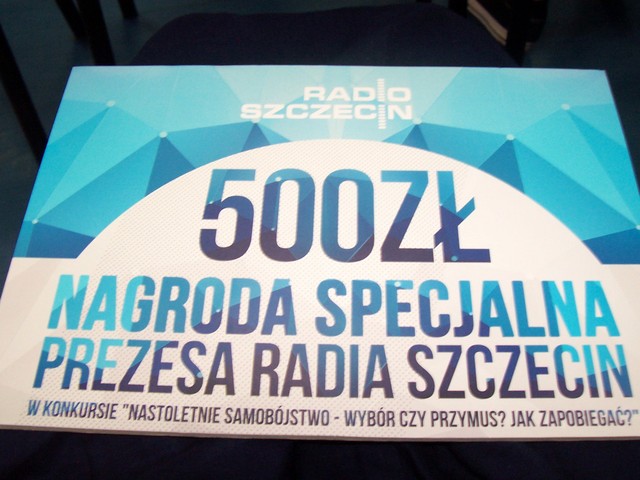 RADIO
SZCZECIN
500ZŁ
NAGRODA SPECJALNA
PREZESA RADIA SZCZECIN
W KONKURSIE "NASTOLETNIE SAMOBÓJSTWO - WYBÓR CZY PRZYMUS? JAK ZAPOBIEGAĆ?"